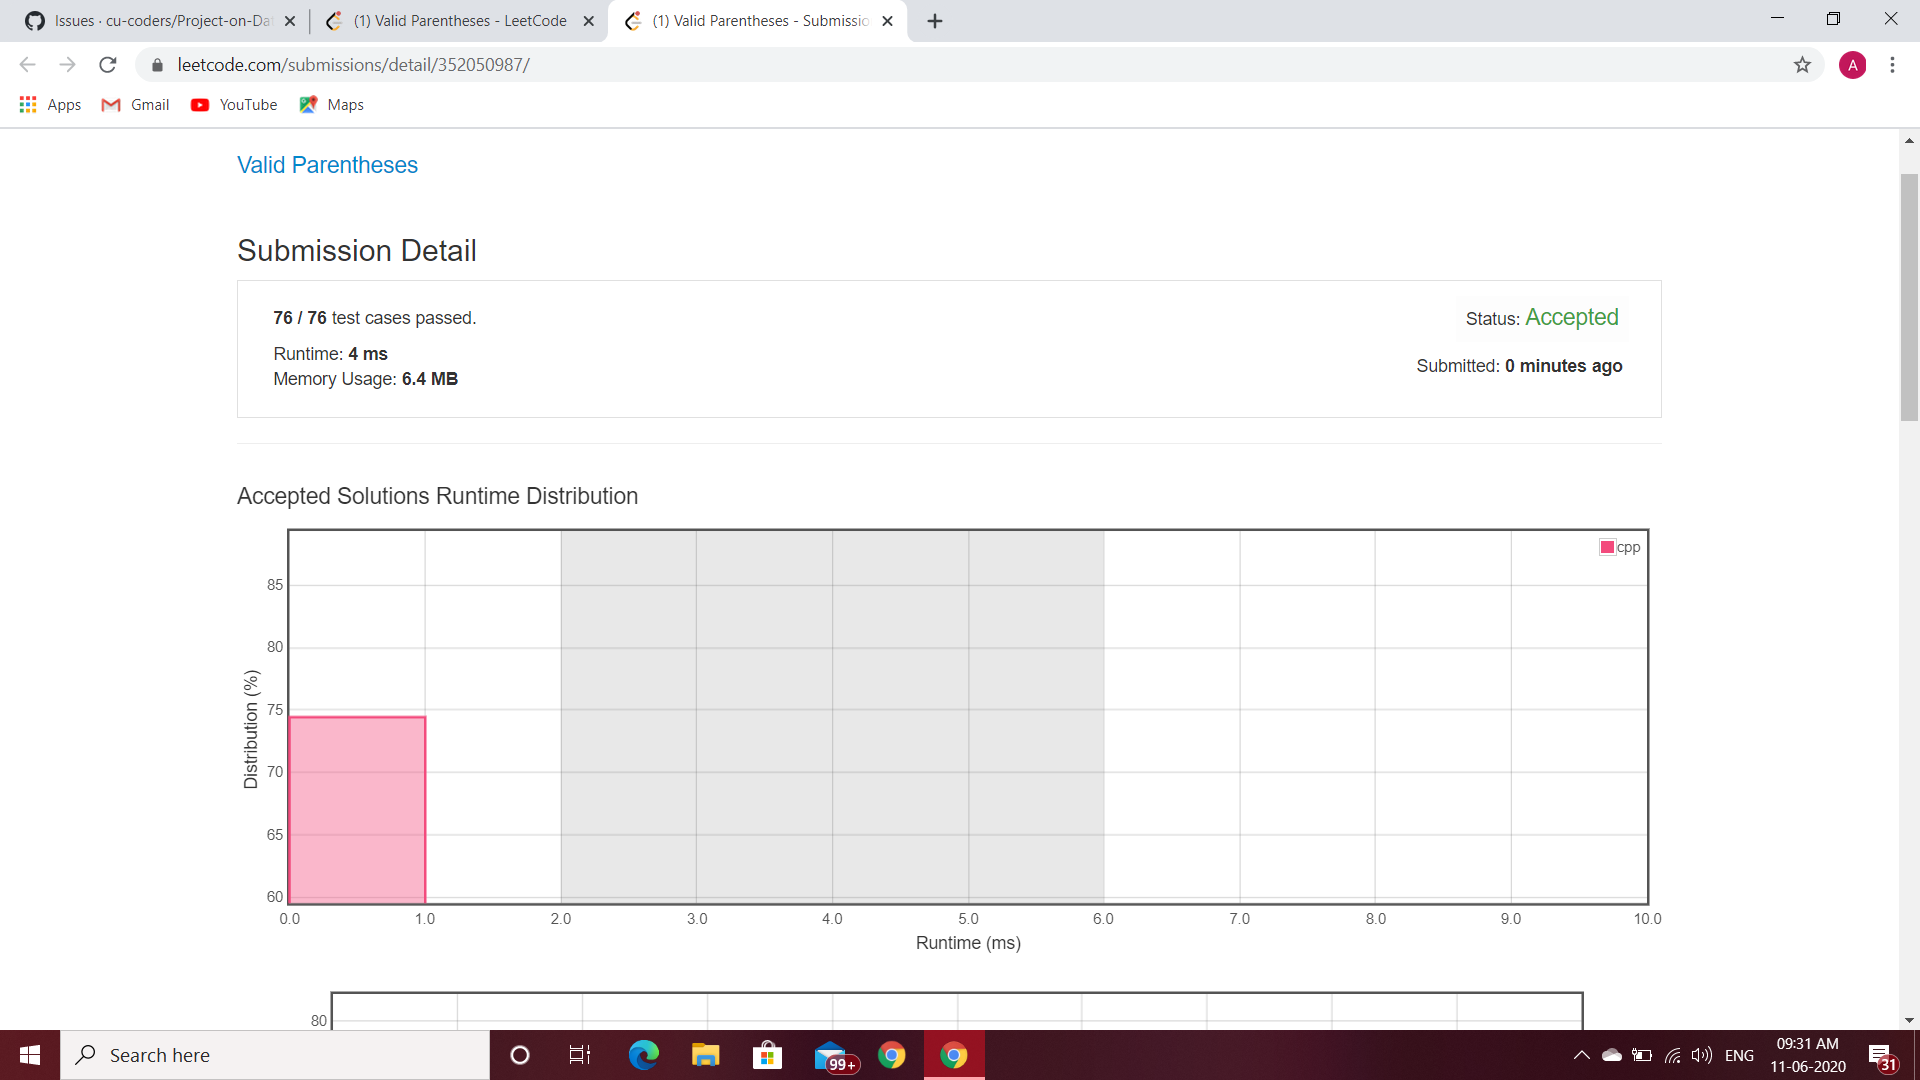 Issues · cu-coders/Project-on-Da
(1) Valid Parentheses - LeetCode
(1) Valid Parentheses - Submissio
leetcode.com/submissions/detail/352050987/
A
Apps
Gmail
YouTube
Maps
Valid Parentheses
Submission Detail
76 / 76 test cases passed.
Status: Accepted
Runtime: 4 ms
Submitted: 0 minutes ago
Memory Usage: 6.4 MB
Accepted Solutions Runtime Distribution
cpp
85
80
75
70
65
60
Distribution (%)
0.0 1.0 2.0 3.0 4.0 5.0 6.0 7.0 8.0 9.0 10.0
Runtime (ms)
80
Search here
99+
ENG
09:31 AM
11-06-2020
31